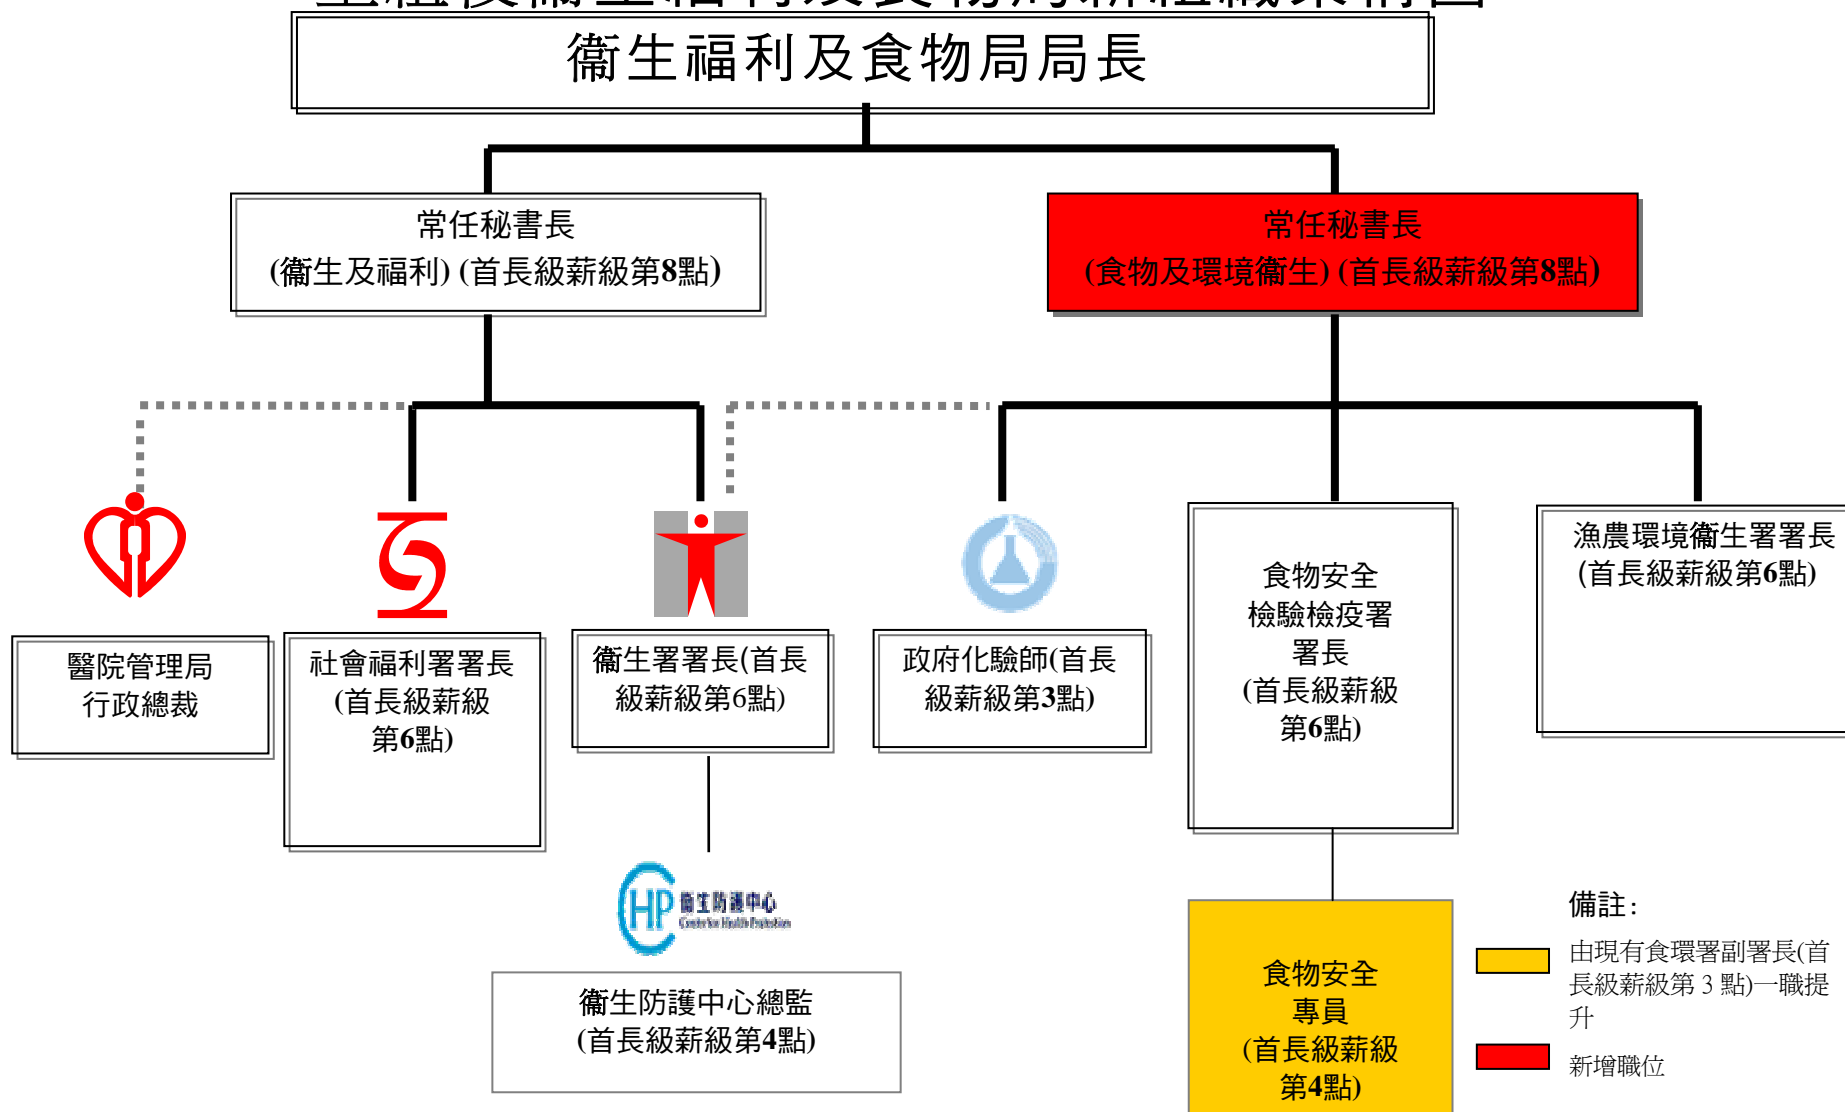 衞生福利及食物局局長
常任秘書長
(衞生及福利) (首長級薪級第8點)
常任秘書長
(食物及環境衞生) (首長級薪級第8點)
醫院管理局
行政總裁
社會福利署署長
(首長級薪級
第6點)
衞生署署長(首長
級薪級第6點)
政府化驗師(首長
級薪級第3點)
食物安全
檢驗檢疫署
署長
(首長級薪級
第6點)
漁農環境衞生署署長
(首長級薪級第6點)
HP 衞生防護中心
Centre for Health Protection
衞生防護中心總監
(首長級薪級第4點)
食物安全
專員
(首長級薪級
第4點)
備註:
由現有食環署副署長(首
長級薪級第 3 點)一職提
升
新增職位